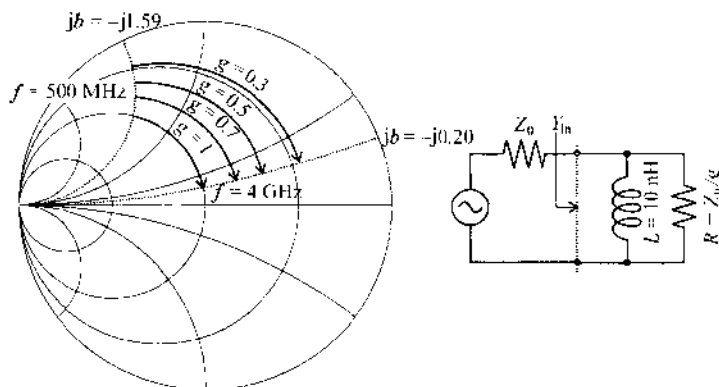 jb = −j1.59
f = 500 MHz
g = 0.3
g = 0.5
g = 0.7
g = 1
f = 4 GHz
jb = −j0.20
Z₀
Yᵢₙ
L = 10 nH
R = Z₀/g